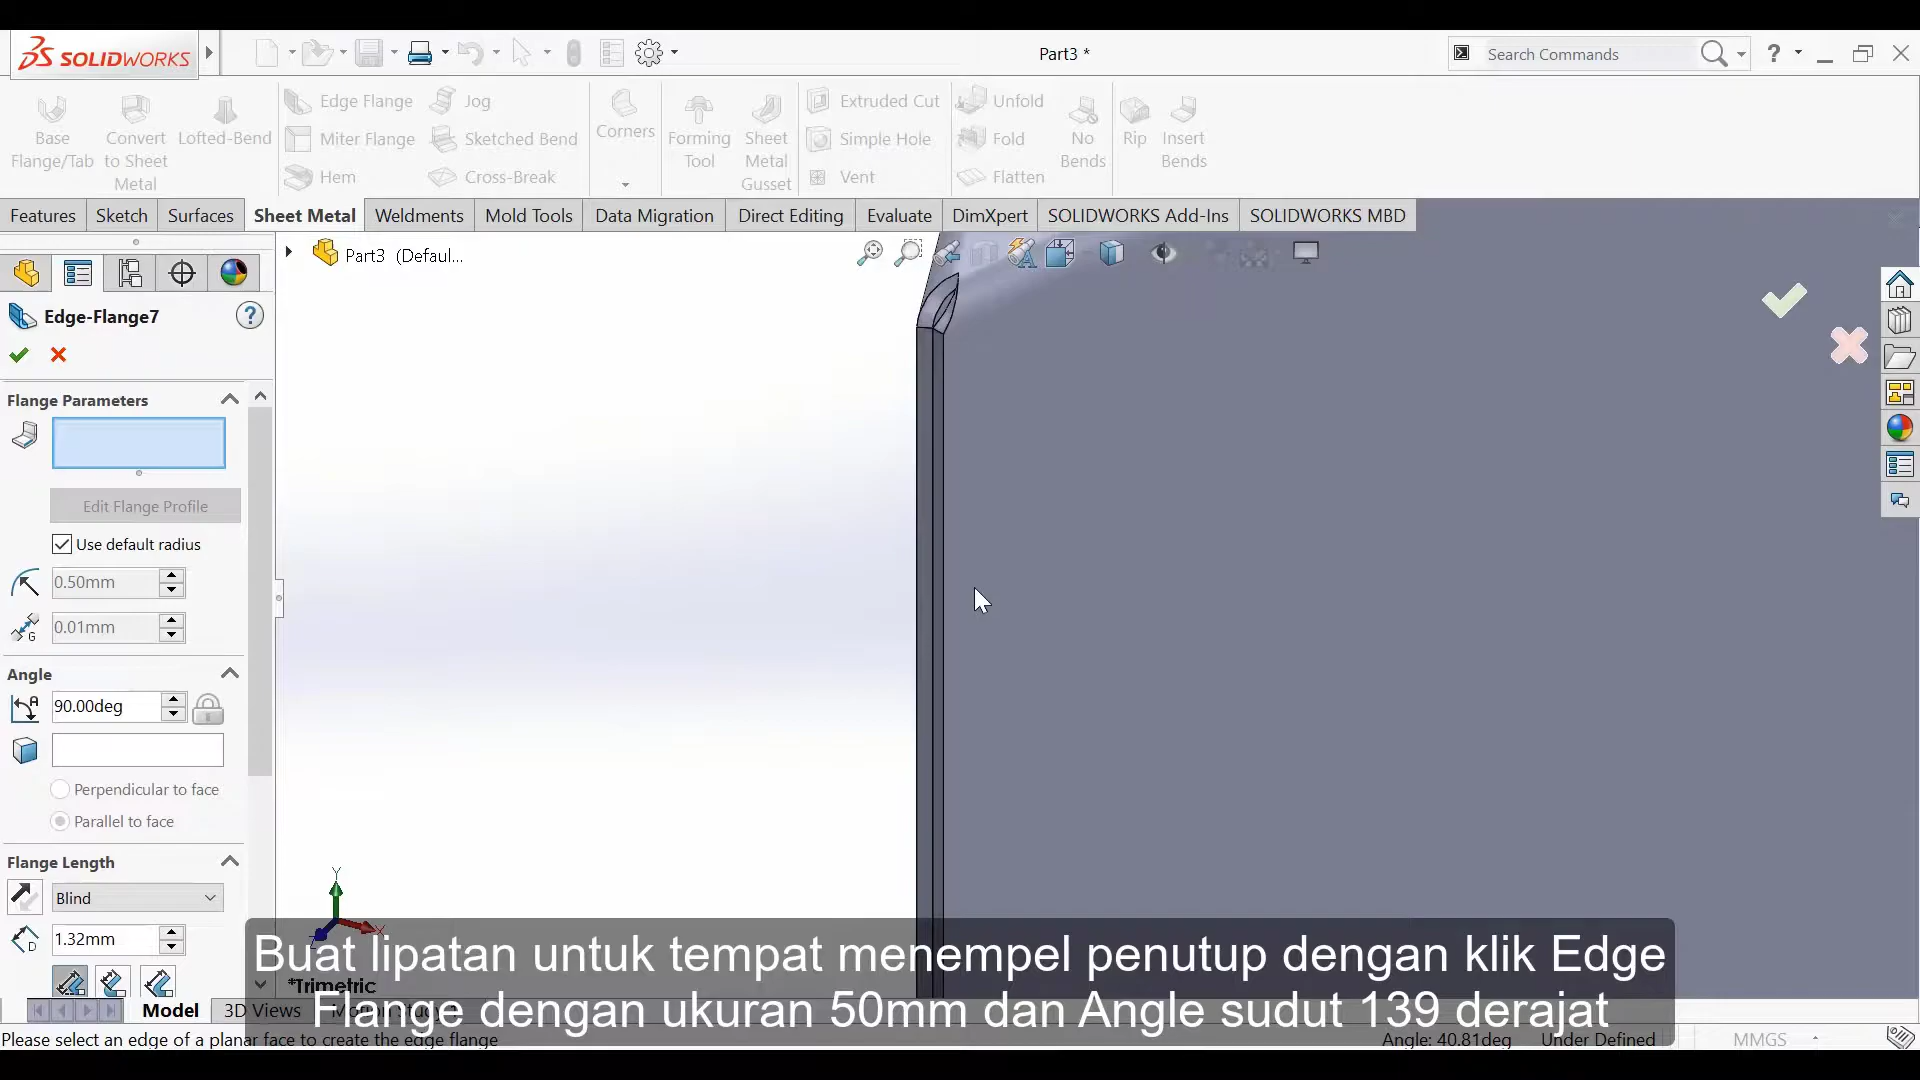 SOLIDWORKS
Part3 *
Search Commands
?
Base Flange/Tab
Convert to Sheet Metal
Lofted-Bend
Edge Flange
Miter Flange
Hem
Jog
Sketched Bend
Cross-Break
Corners
Forming Tool
Sheet Metal Gusset
Extruded Cut
Simple Hole
Vent
Unfold
Fold
Flatten
No Bends
Rip
Insert Bends
Features
Sketch
Surfaces
Sheet Metal
Weldments
Mold Tools
Data Migration
Direct Editing
Evaluate
DimXpert
SOLIDWORKS Add-Ins
SOLIDWORKS MBD
Part3 (Defaul...
Edge-Flange7
?
Flange Parameters
Edit Flange Profile
Use default radius
0.50mm
0.01mm
Angle
90.00deg
Perpendicular to face
Parallel to face
Flange Length
Blind
1.32mm
Y
X
*Trimetric
Buat lipatan untuk tempat menempel penutup dengan klik Edge
Flange dengan ukuran 50mm dan Angle sudut 139 derajat
Model
3D Views
Motion Study 1
Please select an edge of a planar face to create the edge flange
Angle: 40.81deg
Under Defined
MMGS